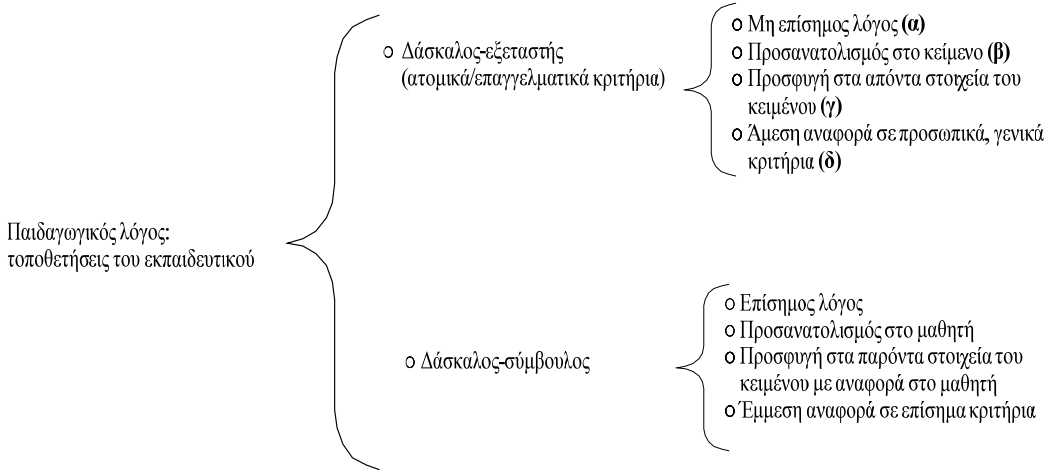 Παιδαγωγικός λόγος:
τοποθετήσεις του εκπαιδευτικού
ο Δάσκαλος-εξεταστής
(ατομικά/επαγγελματικά κριτήρια)
ο Μη επίσημος λόγος (α)
ο Προσανατολισμός στο κείμενο (β)
ο Προσφυγή στα απόντα στοιχεία του
κειμένου (γ)
ο Άμεση αναφορά σε προσωπικά, γενικά
κριτήρια (δ)
ο Δάσκαλος-σύμβουλος
ο Επίσημος λόγος
ο Προσανατολισμός στο μαθητή
ο Προσφυγή στα παρόντα στοιχεία του
κειμένου με αναφορά στο μαθητή
ο Έμμεση αναφορά σε επίσημα κριτήρια